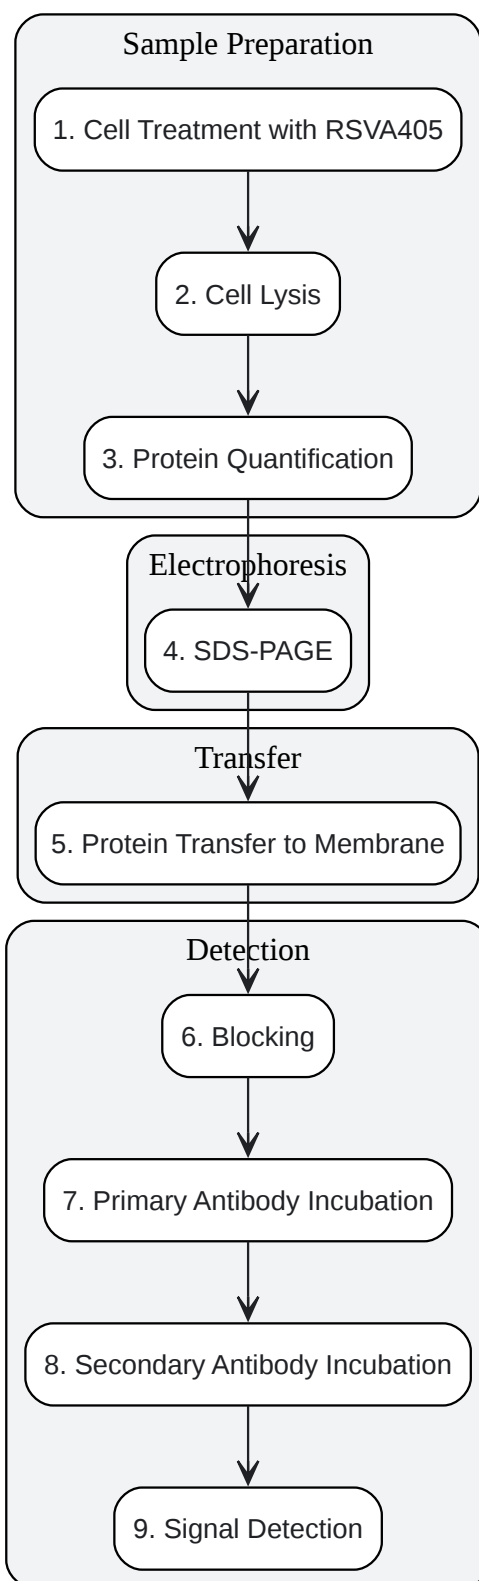 Sample Preparation
1. Cell Treatment with RSVA405
2. Cell Lysis
3. Protein Quantification
Electrophoresis
4. SDS-PAGE
Transfer
5. Protein Transfer to Membrane
Detection
6. Blocking
7. Primary Antibody Incubation
8. Secondary Antibody Incubation
9. Signal Detection